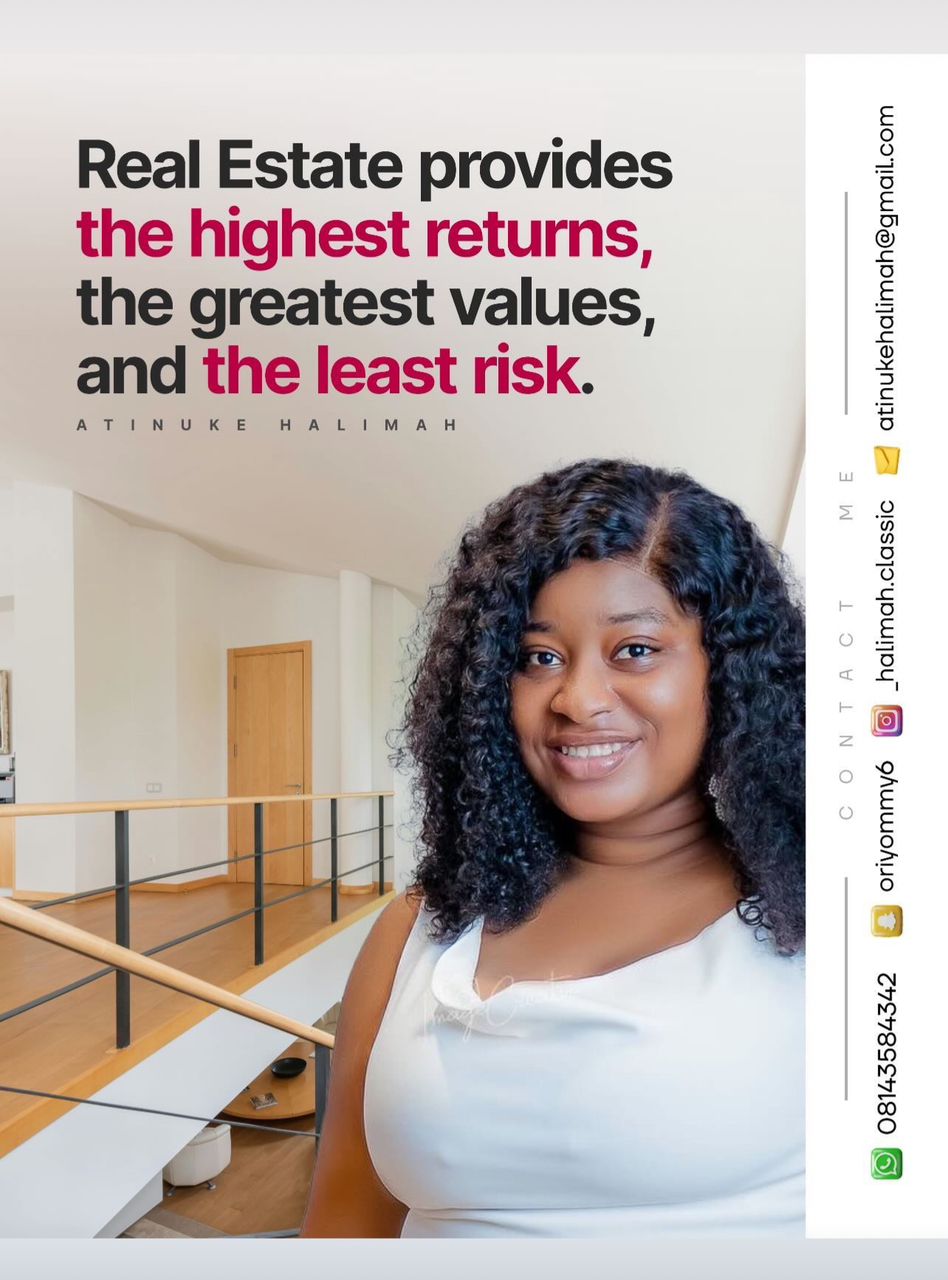 Real Estate provides
the highest returns,
the greatest values,
and the least risk.
ATINUKE HALIMAH
CONTACT ME
08143584342
oriyommy6
_halimah.classic
atinukehalimah@gmail.com